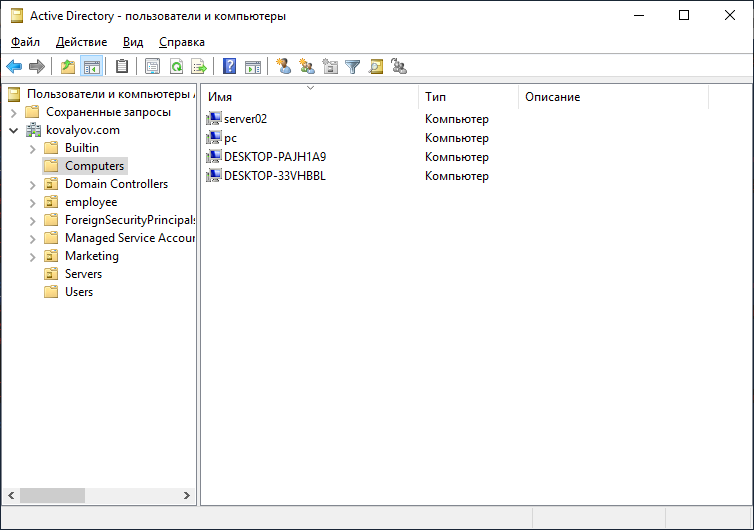 Active Directory - пользователи и компьютеры
Файл Действие Вид Справка
Пользователи и компьютеры A
Сохраненные запросы
kovalyov.com
Builtin
Computers
Domain Controllers
employee
ForeignSecurityPrincipals
Managed Service Accour
Marketing
Servers
Users
Имя Тип Описание
server02 Компьютер
pc Компьютер
DESKTOP-PAJH1A9 Компьютер
DESKTOP-33VHBBL Компьютер